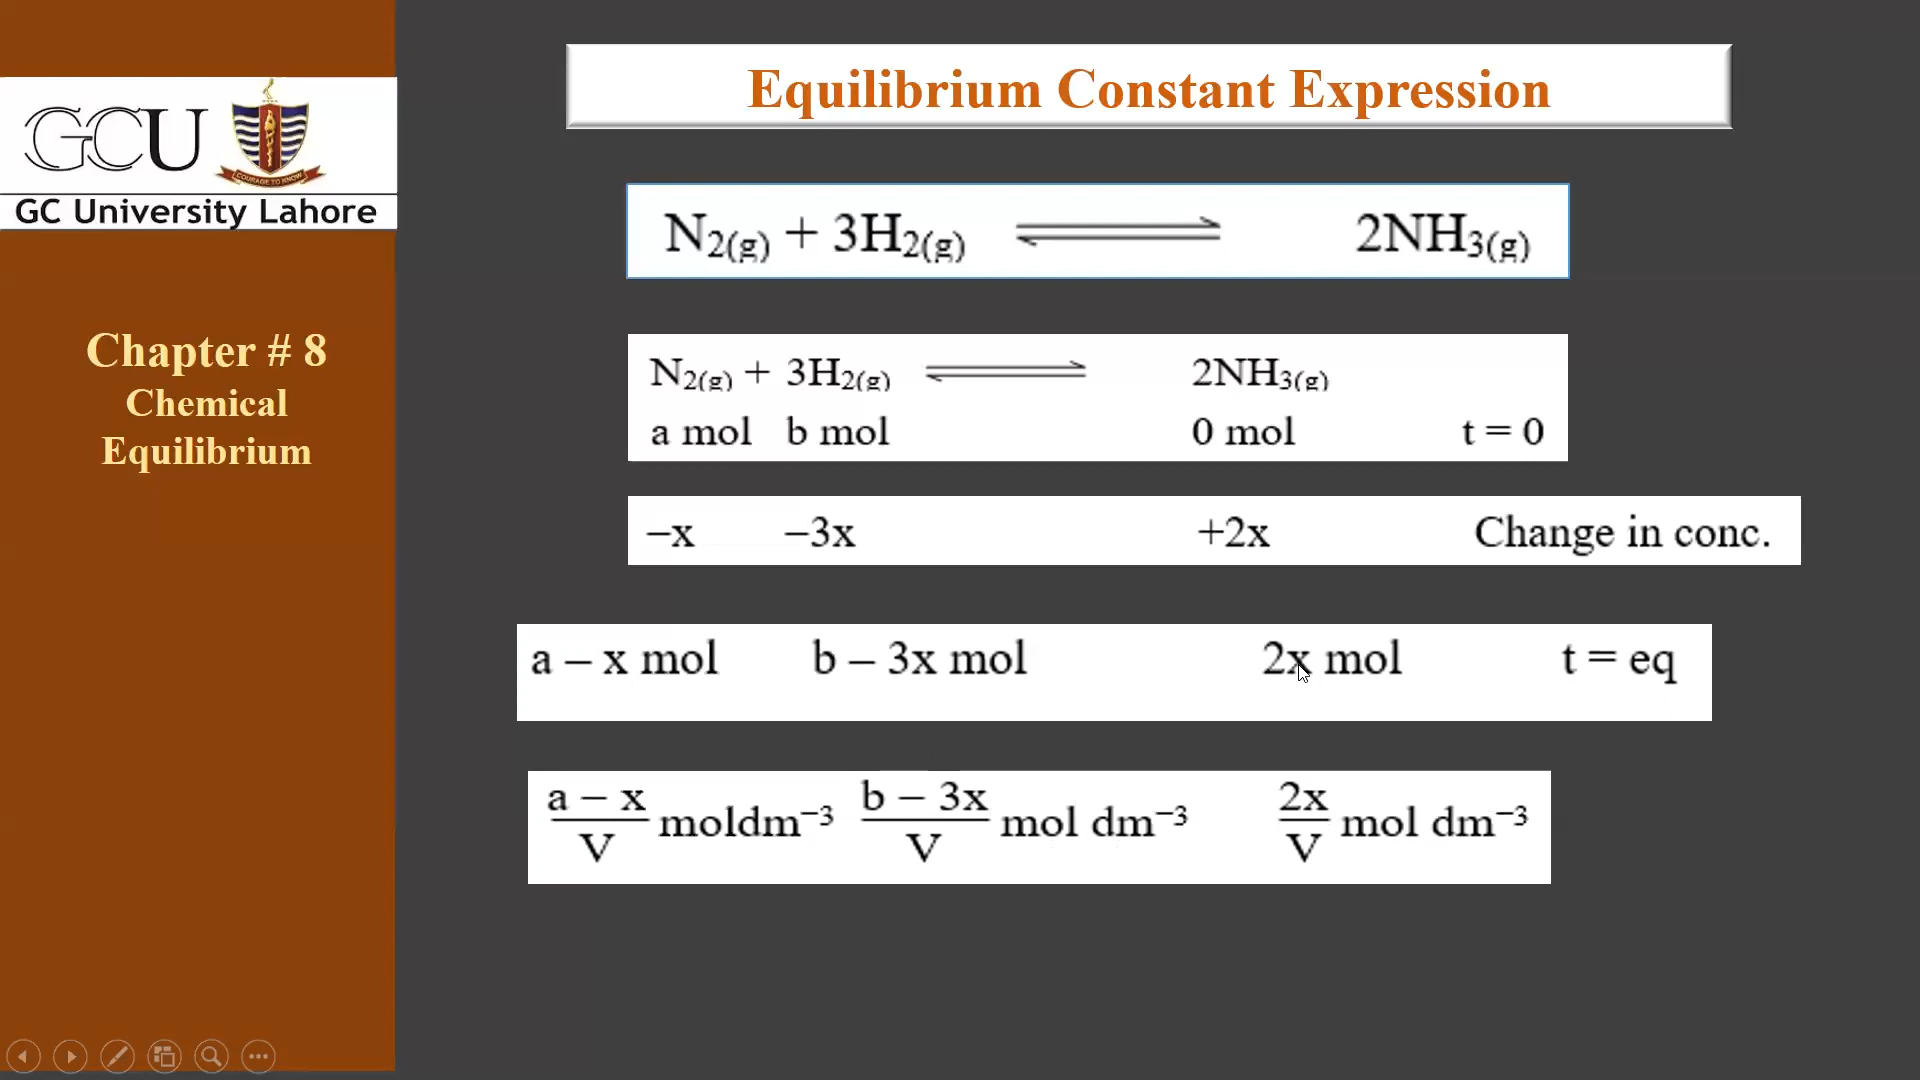 GCU
COURAGE TO KNOW
GC University Lahore
Chapter # 8
Chemical
Equilibrium
Equilibrium Constant Expression
N₂(g) + 3H₂(g) ⇌ 2NH₃(g)
N₂(g) + 3H₂(g) ⇌ 2NH₃(g)
a mol b mol 0 mol t = 0
–x –3x +2x Change in conc.
a – x mol b – 3x mol 2x mol t = eq
a – x / V moldm⁻³ b – 3x / V mol dm⁻³ 2x / V mol dm⁻³